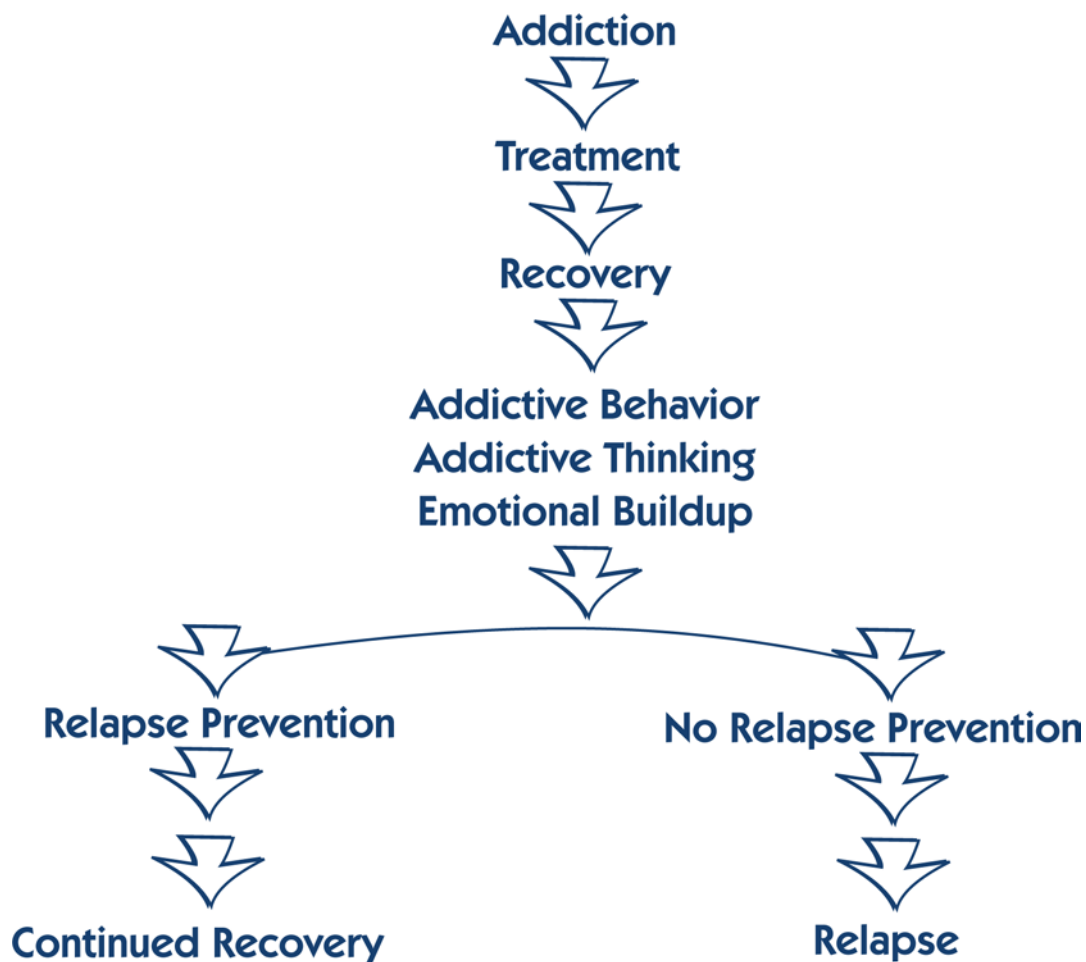 Addiction
Treatment
Recovery
Addictive Behavior
Addictive Thinking
Emotional Buildup
Relapse Prevention
No Relapse Prevention
Continued Recovery
Relapse